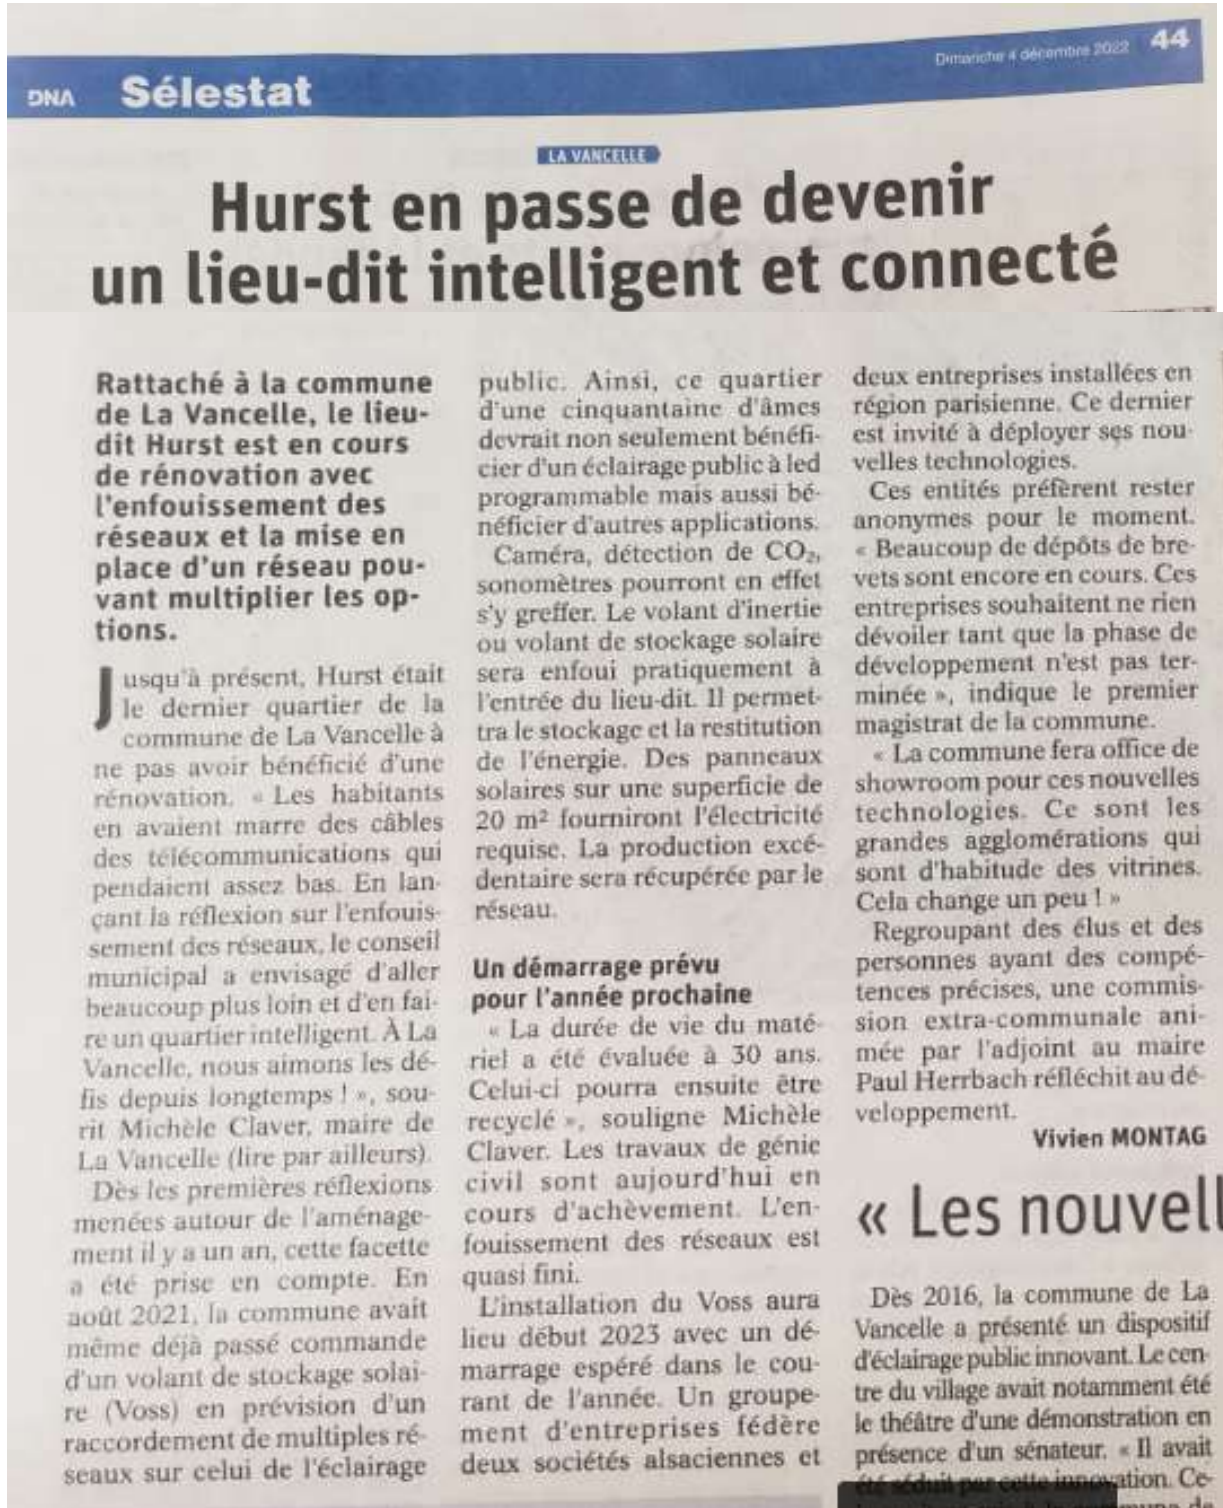 DNA Sélestat
Dimanche 4 décembre 2022 44
LA VANCELLE
Hurst en passe de devenir
un lieu-dit intelligent et connecté
Rattaché à la commune
de La Vancelle, le lieu-
dit Hurst est en cours
de rénovation avec
l'enfouissement des
réseaux et la mise en
place d'un réseau pou-
vant multiplier les op-
tions.
Jusqu'à présent, Hurst était
le dernier quartier de la
commune de La Vancelle à
ne pas avoir bénéficié d'une
rénovation. « Les habitants
en avaient marre des câbles
des télécommunications qui
pendaient assez bas. En lan-
çant la réflexion sur l'enfouis-
sement des réseaux, le conseil
municipal a envisagé d'aller
beaucoup plus loin et d'en fai-
re un quartier intelligent. À La
Vancelle, nous aimons les dé-
fis depuis longtemps ! », sou-
rit Michèle Claver, maire de
La Vancelle (lire par ailleurs).
Dès les premières réflexions
menées autour de l'aménage-
ment il y a un an, cette facette
a été prise en compte. En
août 2021, la commune avait
même déjà passé commande
d'un volant de stockage solai-
re (Voss) en prévision d'un
raccordement de multiples ré-
seaux sur celui de l'éclairage
public. Ainsi, ce quartier
d'une cinquantaine d'âmes
devrait non seulement bénéfi-
cier d'un éclairage public à led
programmable mais aussi bé-
néficier d'autres applications.
Caméra, détection de CO₂,
sonomètres pourront en effet
s'y greffer. Le volant d'inertie
ou volant de stockage solaire
sera enfoui pratiquement à
l'entrée du lieu-dit. Il permet-
tra le stockage et la restitution
de l'énergie. Des panneaux
solaires sur une superficie de
20 m² fourniront l'électricité
requise. La production excé-
dentaire sera récupérée par le
réseau.
Un démarrage prévu
pour l'année prochaine
« La durée de vie du maté-
riel a été évaluée à 30 ans.
Celui-ci pourra ensuite être
recyclé », souligne Michèle
Claver. Les travaux de génie
civil sont aujourd'hui en
cours d'achèvement. L'en-
fouissement des réseaux est
quasi fini.
L'installation du Voss aura
lieu début 2023 avec un dé-
marrage espéré dans le cou-
rant de l'année. Un groupe-
ment d'entreprises fédère
deux sociétés alsaciennes et
deux entreprises installées en
région parisienne. Ce dernier
est invité à déployer ses nou-
velles technologies.
Ces entités préfèrent rester
anonymes pour le moment.
« Beaucoup de dépôts de bre-
vets sont encore en cours. Ces
entreprises souhaitent ne rien
dévoiler tant que la phase de
développement n'est pas ter-
minée », indique le premier
magistrat de la commune.
« La commune fera office de
showroom pour ces nouvelles
technologies. Ce sont les
grandes agglomérations qui
sont d'habitude des vitrines.
Cela change un peu ! »
Regroupant des élus et des
personnes ayant des compé-
tences précises, une commis-
sion extra-communale ani-
mée par l'adjoint au maire
Paul Herrbach réfléchit au dé-
veloppement.
Vivien MONTAG
« Les nouvell
Dès 2016, la commune de La
Vancelle a présenté un dispositif
d'éclairage public innovant. Le cen-
tre du village avait notamment été
le théâtre d'une démonstration en
présence d'un sénateur. « Il avait
été séduit par cette innovation. Ce-